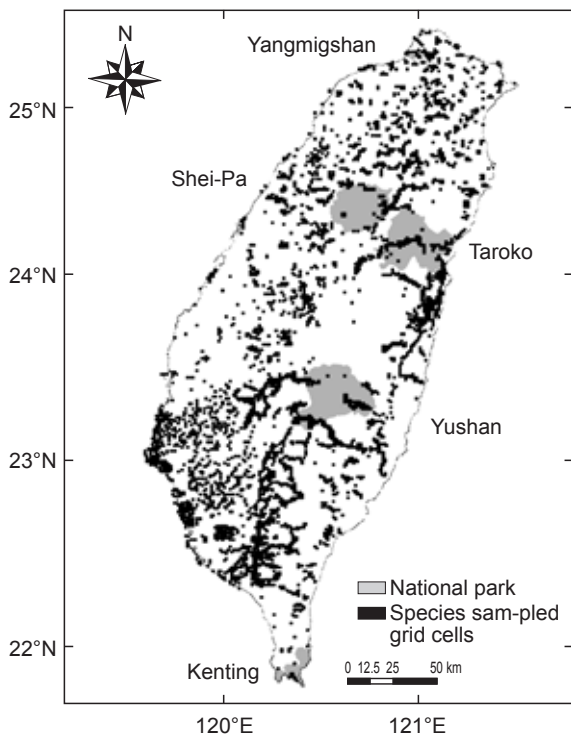 N
Yangmigshan
25°N
Shei-Pa
24°N
Taroko
Yushan
23°N
National park
Species sam-pled
grid cells
22°N
Kenting
0 12.5 25 50 km
120°E 121°E